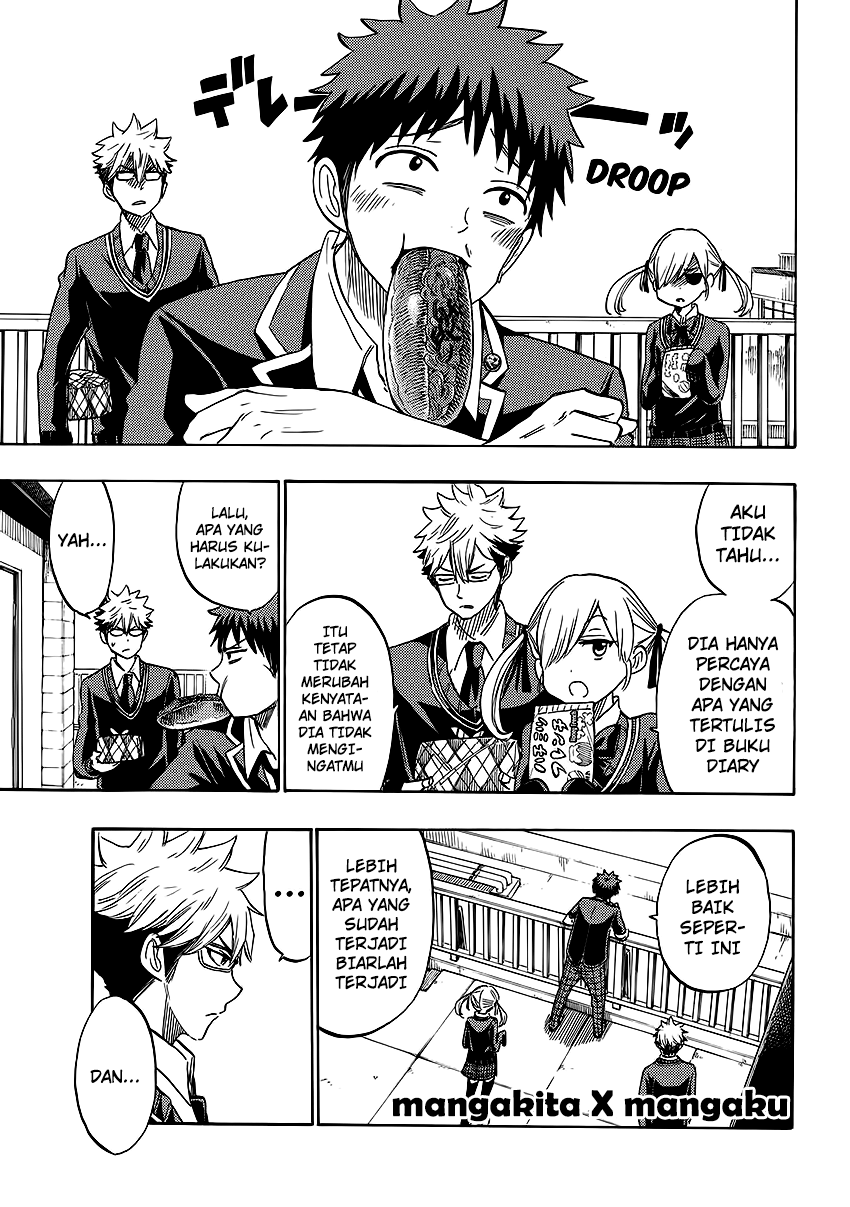 デレーッ
DROOP
AKU
TIDAK
TAHU...
DIA HANYA
PERCAYA
DENGAN
APA YANG
TERTULIS
DI BUKU
DIARY
ITU
TETAP
TIDAK
MERUBAH
KENYATA-
AN BAHWA
DIA TIDAK
MENGI-
NGATMU
LALU,
APA YANG
HARUS KU-
LAKUKAN?
YAH...
LEBIH
BAIK
SEPER-
TI INI
LEBIH
TEPATNYA,
APA YANG
SUDAH
TERJADI
BIARLAH
TERJADI
...
DAN...
mangakita X mangaku